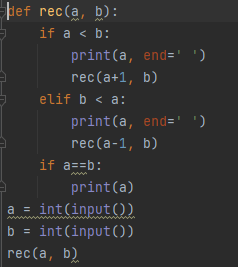 def rec(a, b):
    if a < b:
        print(a, end=' ')
        rec(a+1, b)
    elif b < a:
        print(a, end=' ')
        rec(a-1, b)
    if a==b:
        print(a)
a = int(input())
b = int(input())
rec(a, b)